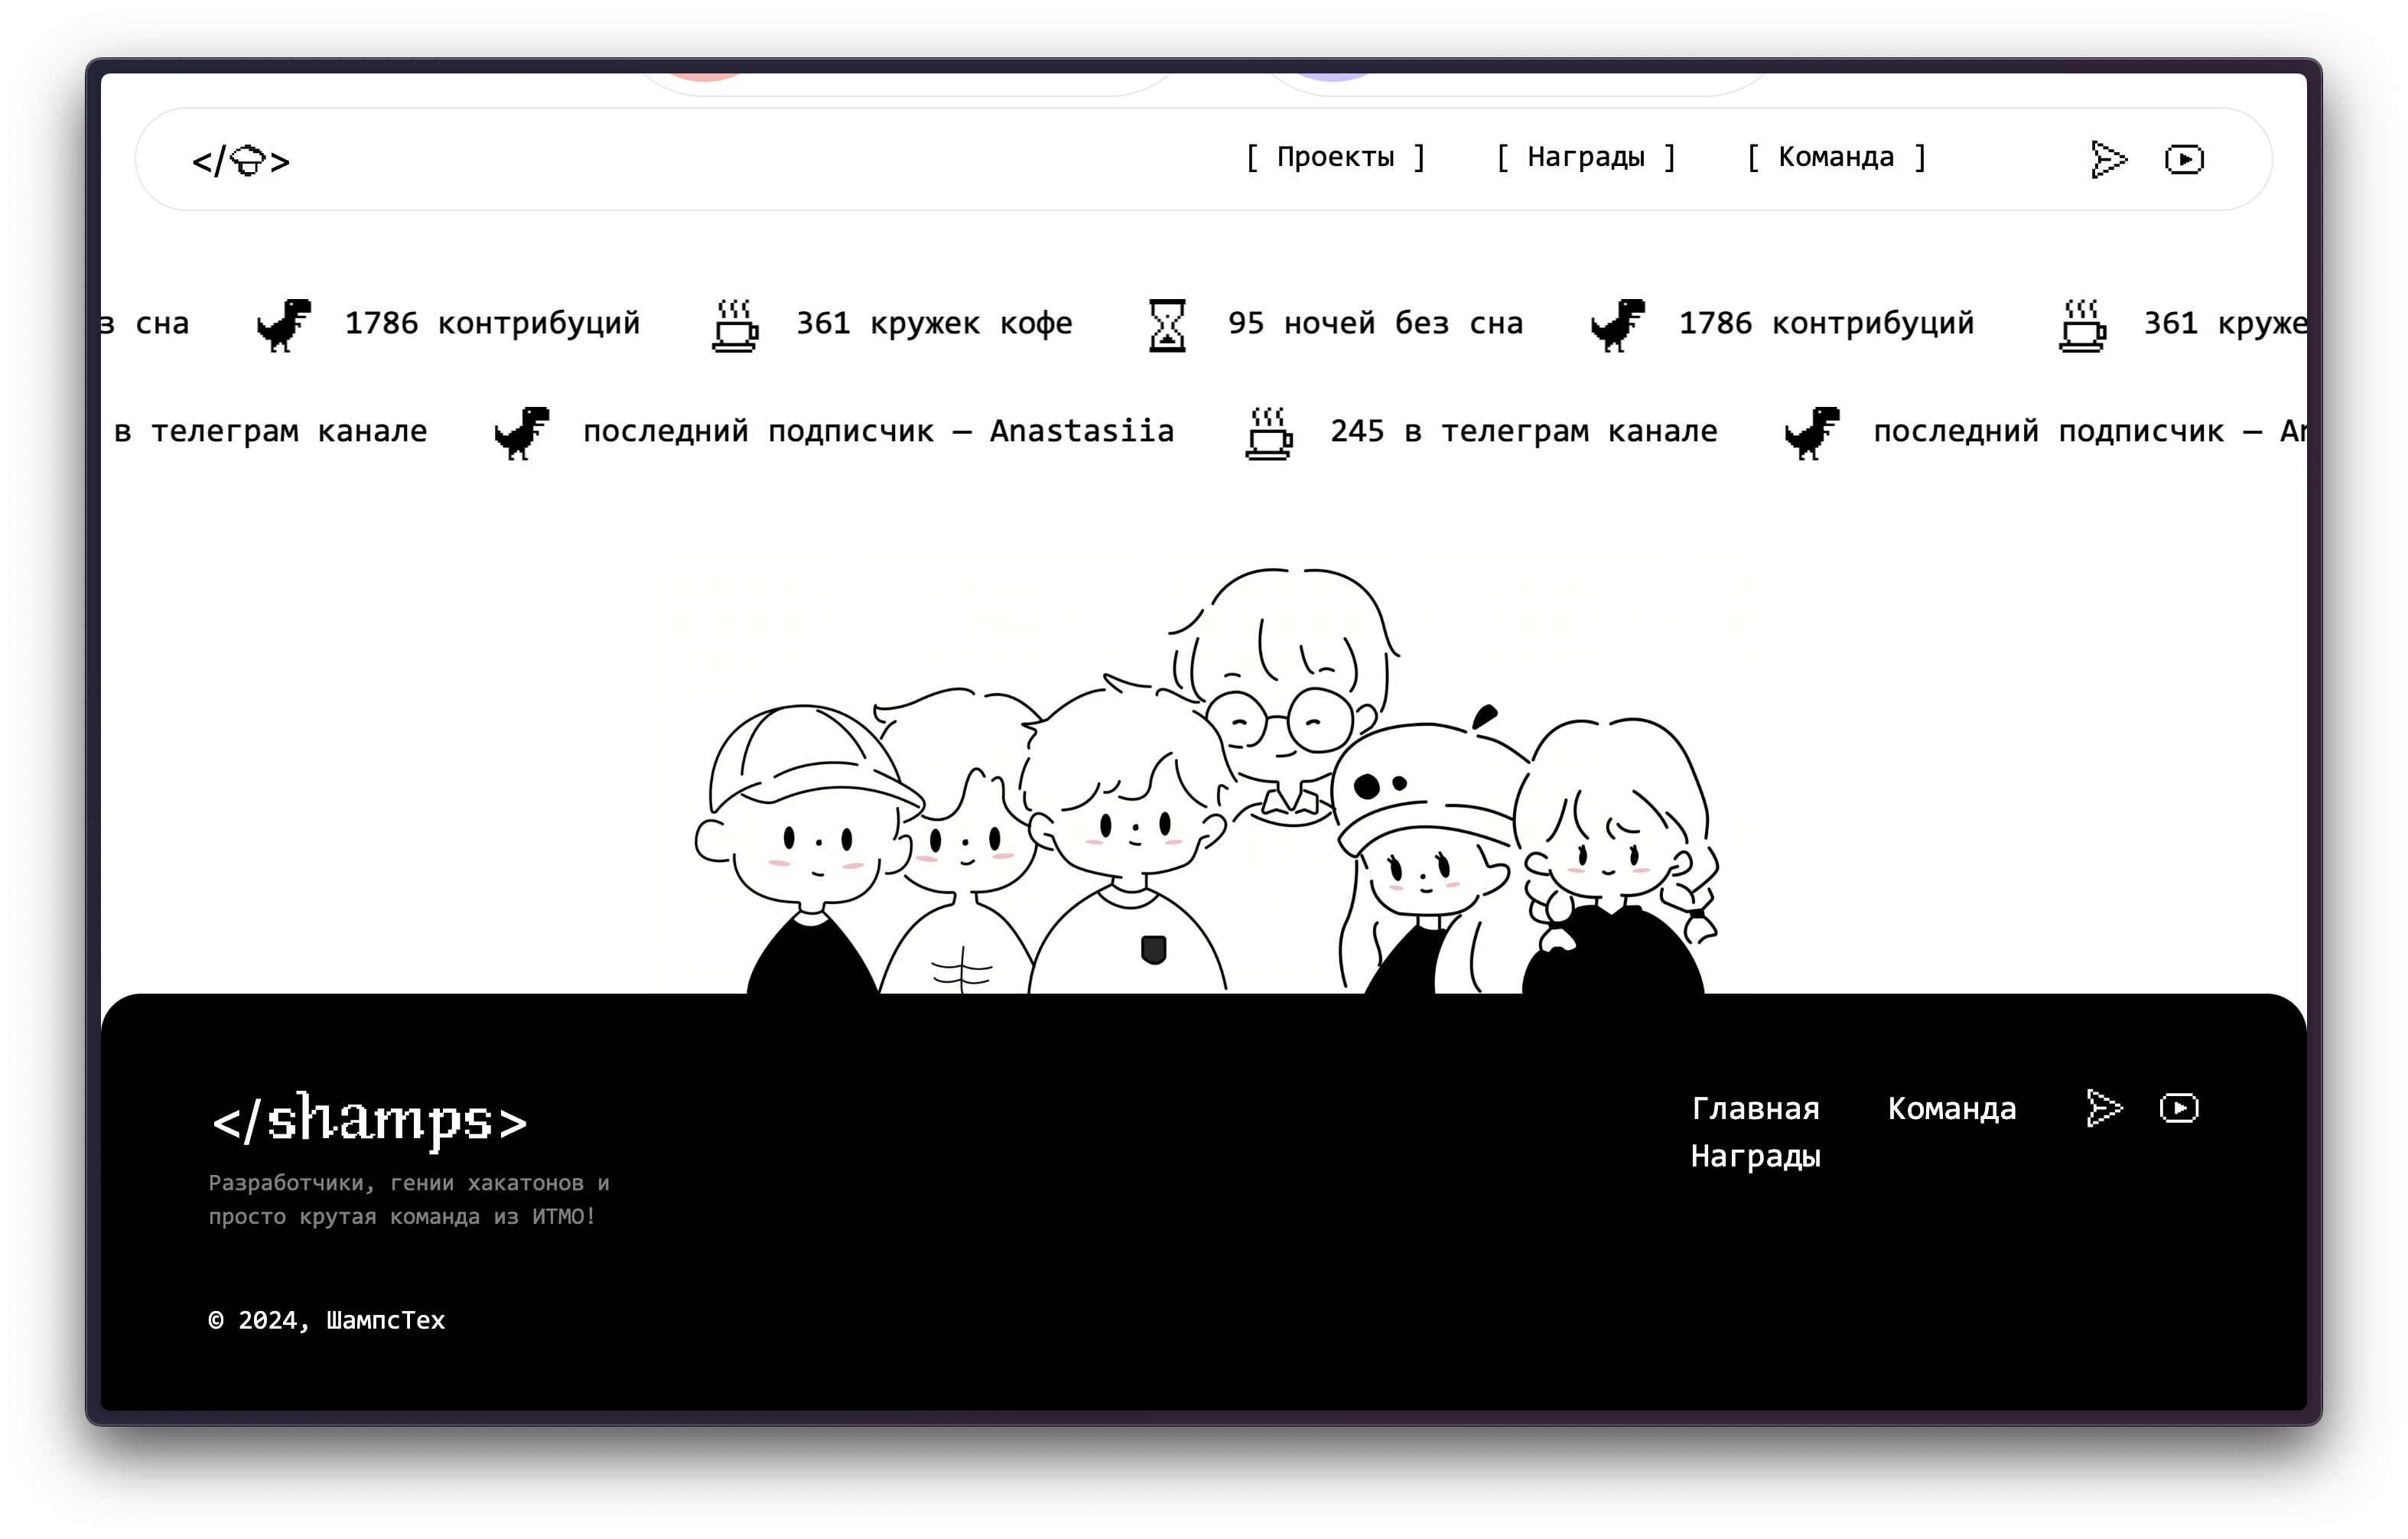 </>
[ Проекты ] [ Награды ] [ Команда ]
в сна 1786 контрибуций 361 кружек кофе 95 ночей без сна 1786 контрибуций 361 круже
в телеграм канале последний подписчик — Anastasiia 245 в телеграм канале последний подписчик — An
</shamps>
Разработчики, гении хакатонов и
просто крутая команда из ИТМО!
Главная Команда
Награды
© 2024, ШампсТех